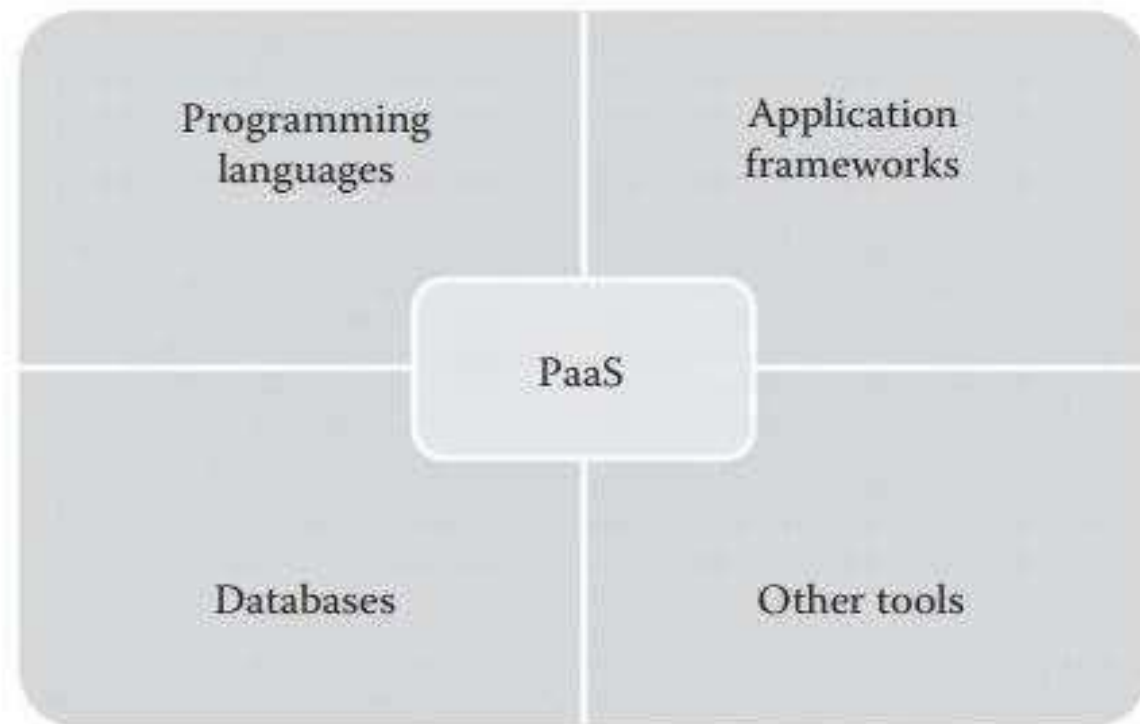 Programming
languages
Application
frameworks
PaaS
Databases
Other tools